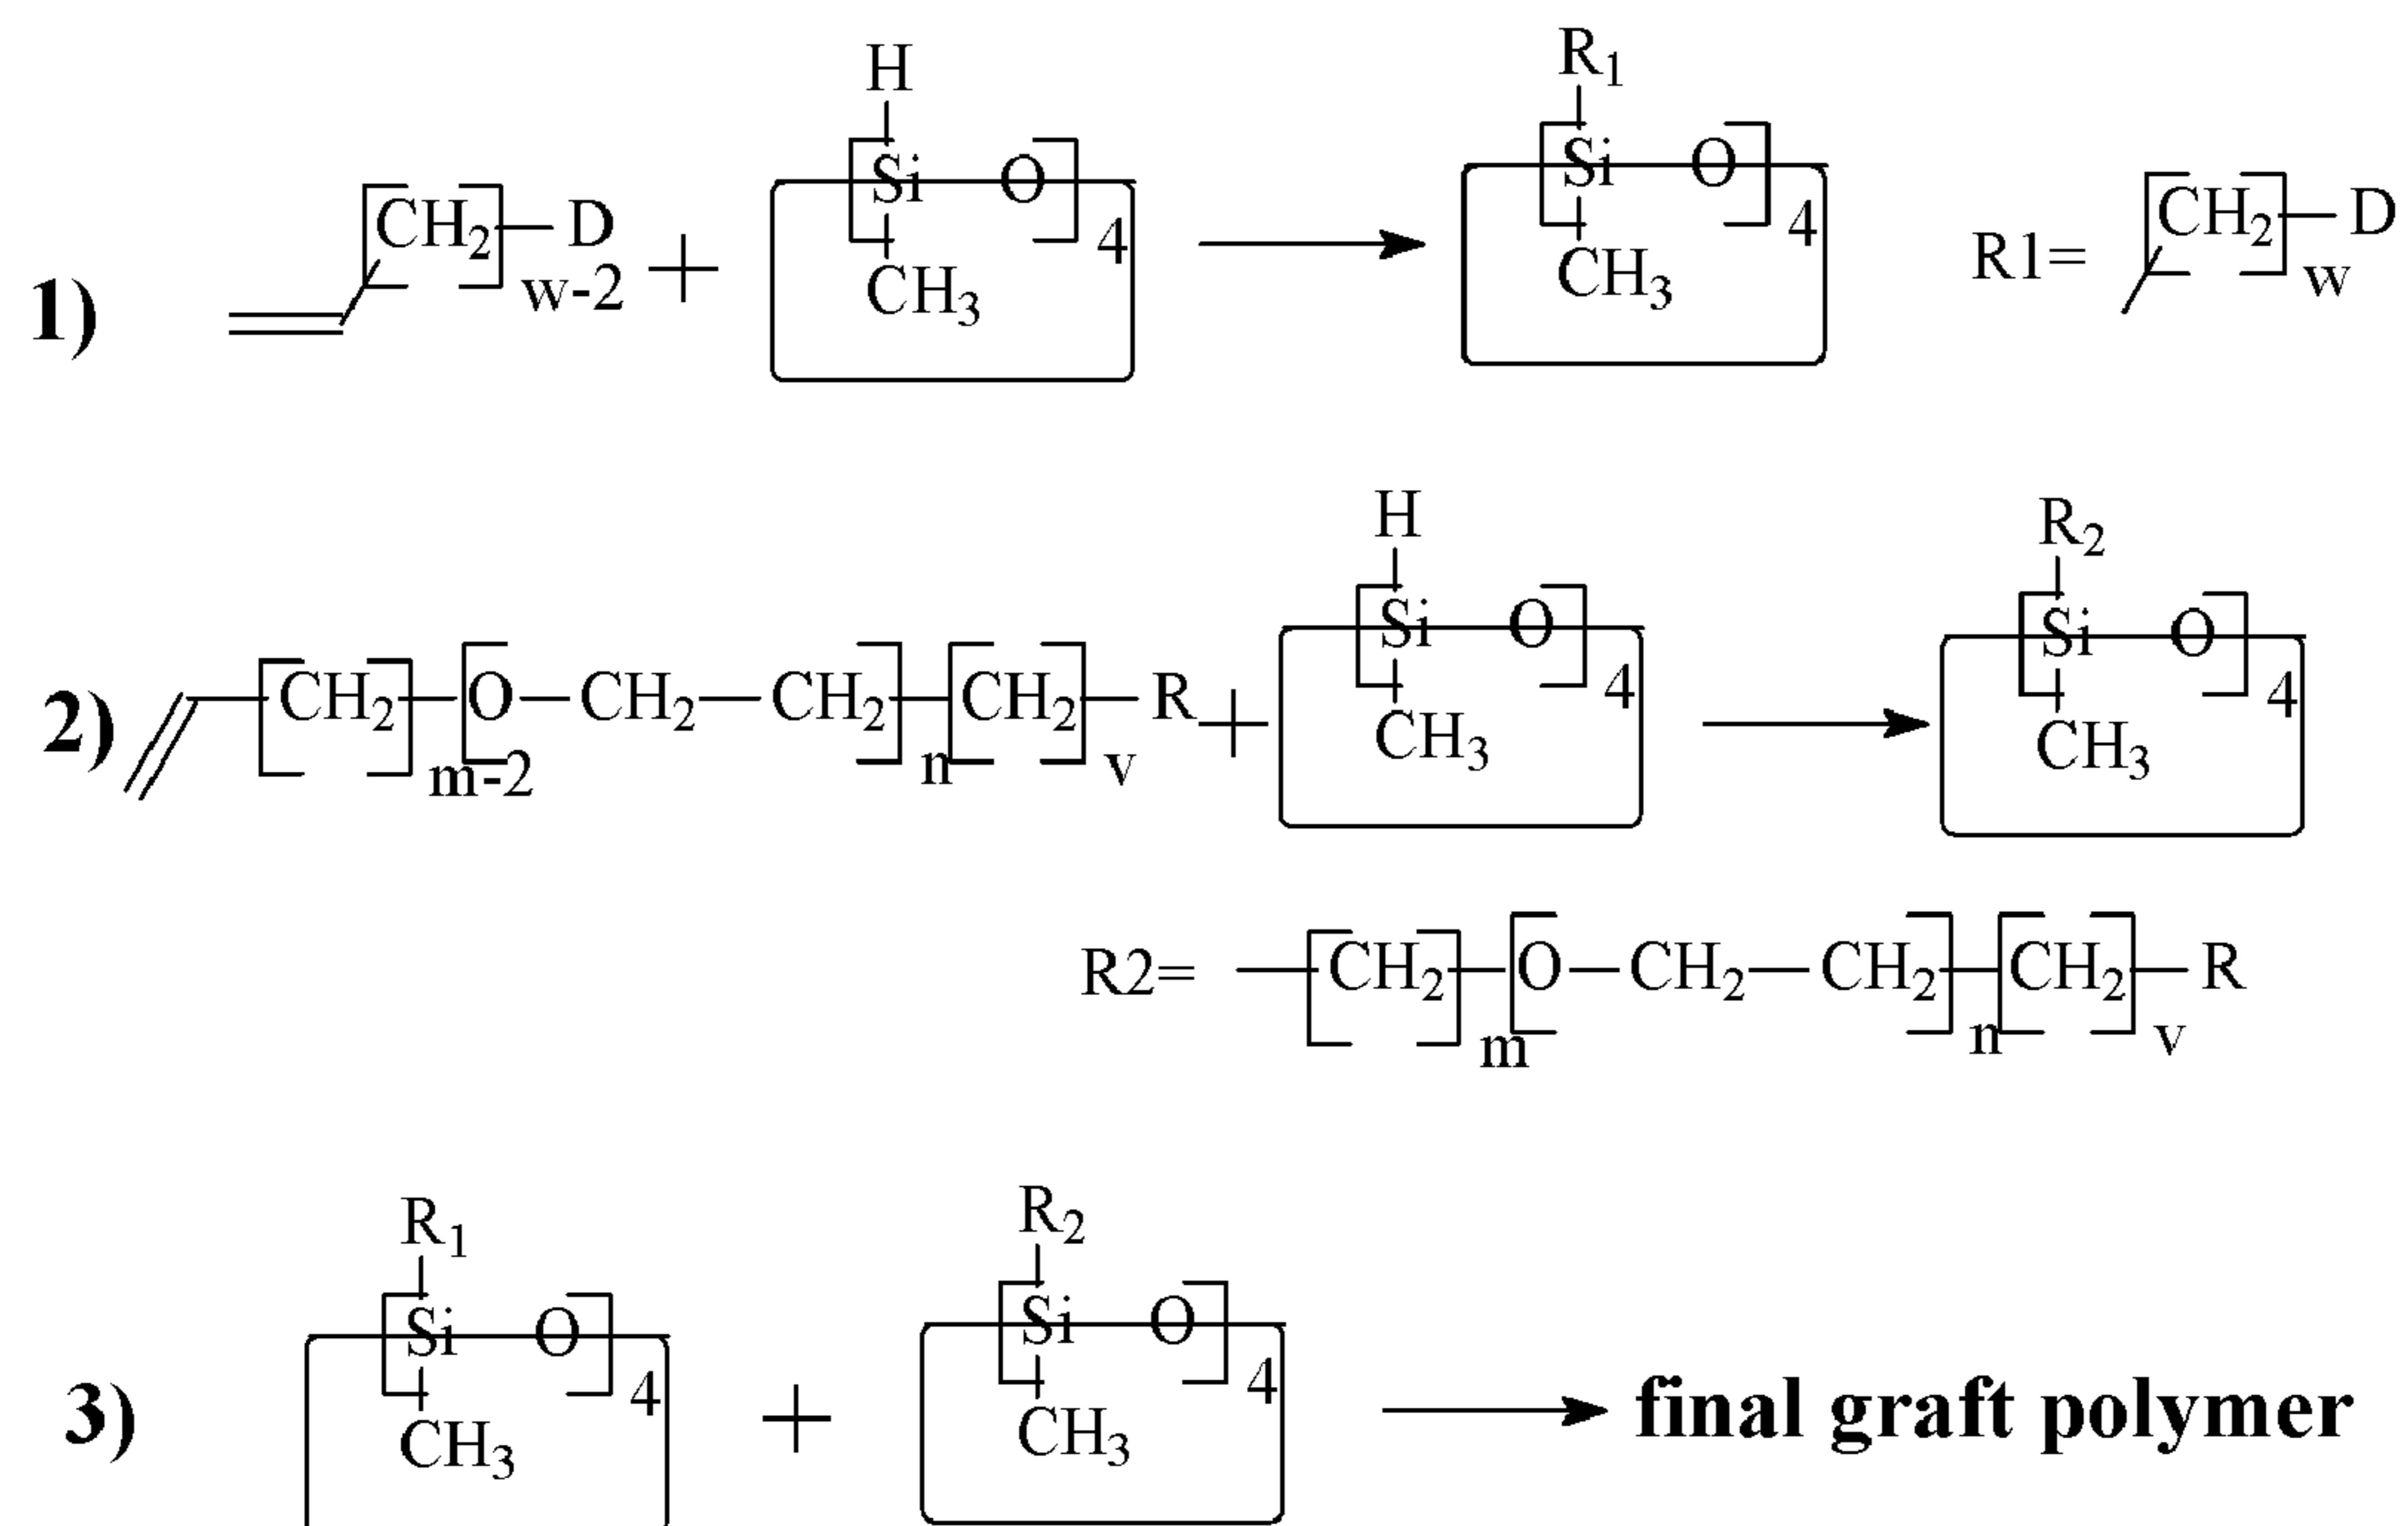 1) [CH2]w-2—D + [Si(H)(CH3)—O]4 → [Si(R1)(CH3)—O]4 R1= [CH2]w—D
2) [CH2]m-2—[O—CH2—CH2]n—[CH2]v—R + [Si(H)(CH3)—O]4 → [Si(R2)(CH3)—O]4
R2= —[CH2]m—[O—CH2—CH2]n—[CH2]v—R
3) [Si(R1)(CH3)—O]4 + [Si(R2)(CH3)—O]4 → final graft polymer